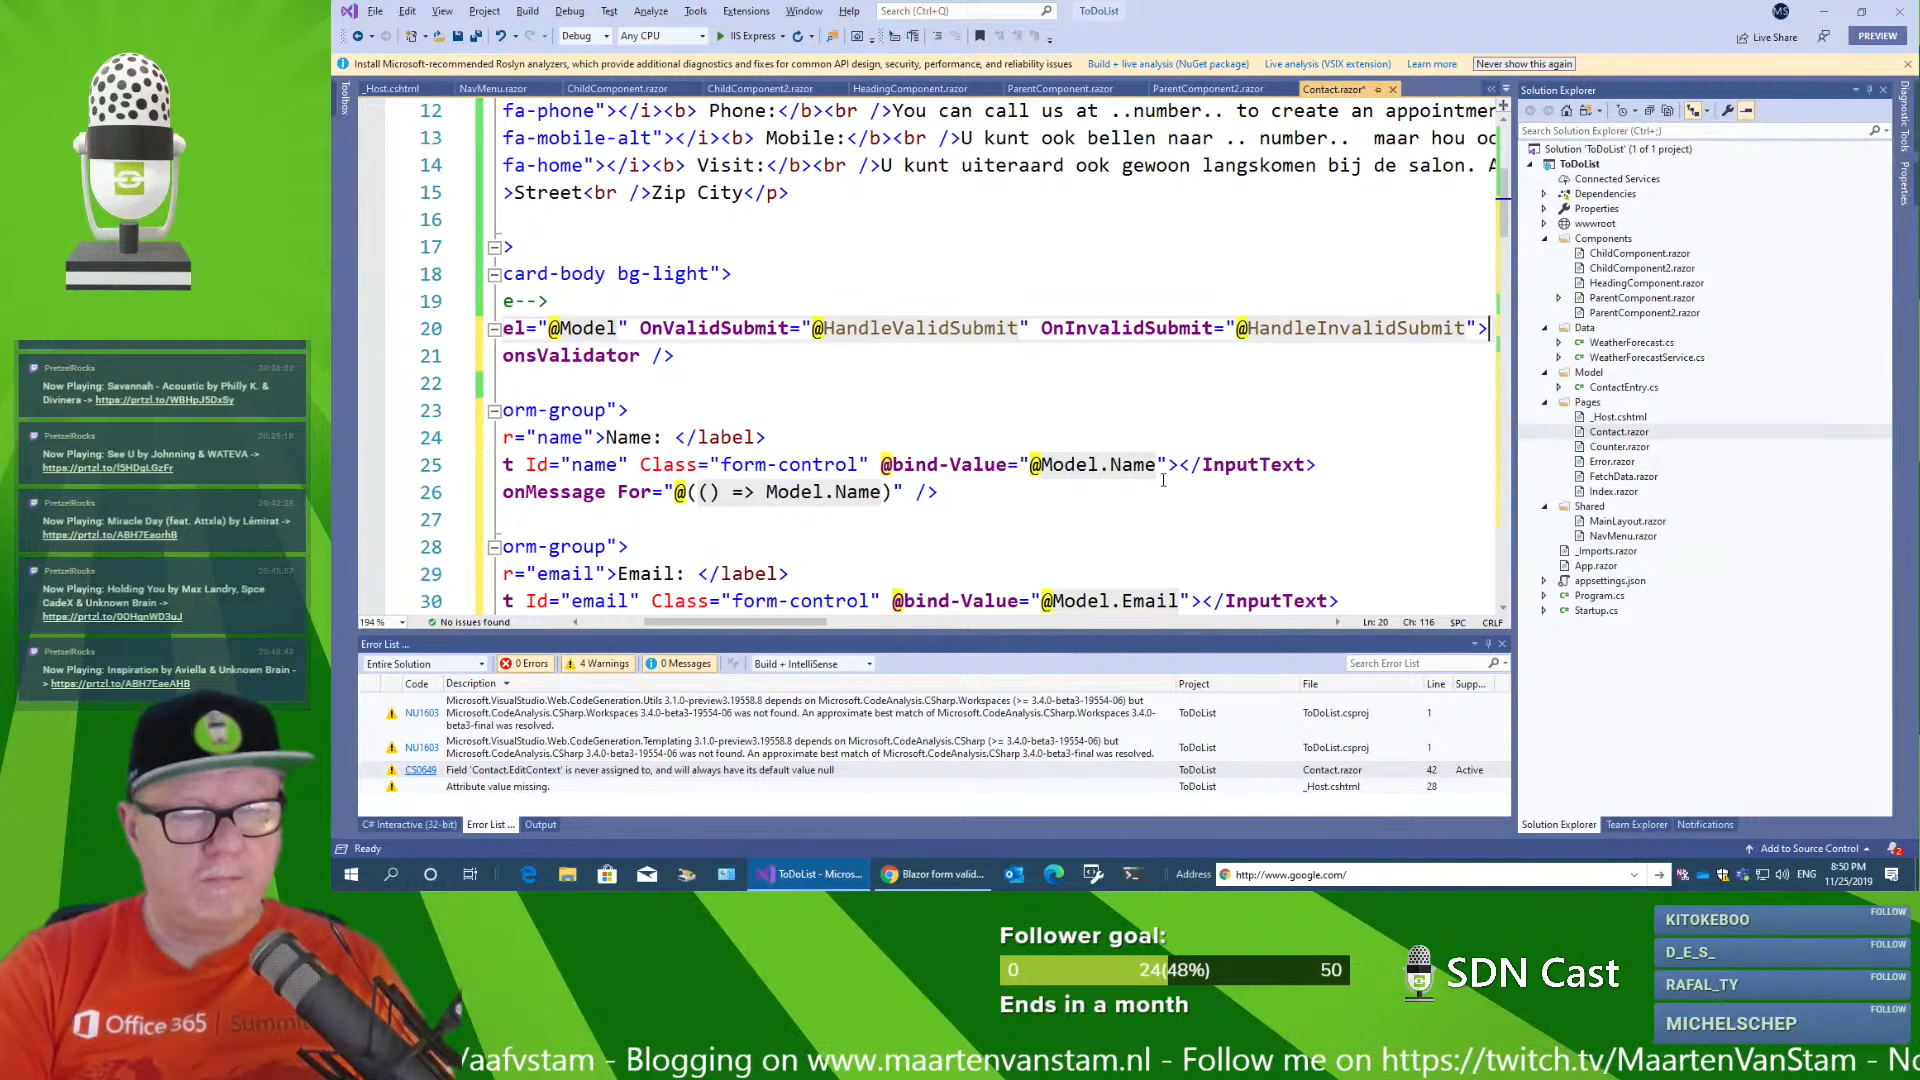 File Edit View Project Build Debug Test Analyze Tools Extensions Window Help Search (Ctrl+Q) ToDoList MS
Debug Any CPU IIS Express Live Share PREVIEW
Install Microsoft-recommended Roslyn analyzers, which provide additional diagnostics and fixes for common API design, security, performance, and reliability issues Build + live analysis (NuGet package) Live analysis (VSIX extension) Learn more Never show this again
_Host.cshtml NavMenu.razor ChildComponent.razor ChildComponent2.razor HeadingComponent.razor ParentComponent.razor ParentComponent2.razor Contact.razor*
Toolbox
12 fa-phone"></i><b> Phone:</b><br />You can call us at ..number.. to create an appointmen
13 fa-mobile-alt"></i><b> Mobile:</b><br />U kunt ook bellen naar .. number.. maar hou oo
14 fa-home"></i><b> Visit:</b><br />U kunt uiteraard ook gewoon langskomen bij de salon. A
15 >Street<br />Zip City</p>
16
17 >
18 card-body bg-light">
19 e-->
20 el="@Model" OnValidSubmit="@HandleValidSubmit" OnInvalidSubmit="@HandleInvalidSubmit">
21 onsValidator />
22
23 orm-group">
24 r="name">Name: </label>
25 t Id="name" Class="form-control" @bind-Value="@Model.Name"></InputText>
26 onMessage For="@(() => Model.Name)" />
27
28 orm-group">
29 r="email">Email: </label>
30 t Id="email" Class="form-control" @bind-Value="@Model.Email"></InputText>
194 % No issues found Ln: 20 Ch: 116 SPC CRLF
Error List ...
Entire Solution 0 Errors 4 Warnings 0 Messages Build + IntelliSense Search Error List
Code Description Project File Line Supp...
Microsoft.VisualStudio.Web.CodeGeneration.Utils 3.1.0-preview3.19558.8 depends on Microsoft.CodeAnalysis.CSharp.Workspaces (>= 3.4.0-beta3-19554-06) but
NU1603 Microsoft.CodeAnalysis.CSharp.Workspaces 3.4.0-beta3-19554-06 was not found. An approximate best match of Microsoft.CodeAnalysis.CSharp.Workspaces 3.4.0- ToDoList ToDoList.csproj 1
beta3-final was resolved.
Microsoft.VisualStudio.Web.CodeGeneration.Templating 3.1.0-preview3.19558.8 depends on Microsoft.CodeAnalysis.CSharp (>= 3.4.0-beta3-19554-06) but
NU1603 Microsoft.CodeAnalysis.CSharp 3.4.0-beta3-19554-06 was not found. An approximate best match of Microsoft.CodeAnalysis.CSharp 3.4.0-beta3-final was resolved. ToDoList ToDoList.csproj 1
CS0649 Field 'Contact.EditContext' is never assigned to, and will always have its default value null ToDoList Contact.razor 42 Active
Attribute value missing. ToDoList _Host.cshtml 28
C# Interactive (32-bit) Error List ... Output
Solution Explorer
Search Solution Explorer (Ctrl+;)
Solution 'ToDoList' (1 of 1 project)
ToDoList
Connected Services
Dependencies
Properties
wwwroot
Components
ChildComponent.razor
ChildComponent2.razor
HeadingComponent.razor
ParentComponent.razor
ParentComponent2.razor
Data
WeatherForecast.cs
WeatherForecastService.cs
Model
ContactEntry.cs
Pages
_Host.cshtml
Contact.razor
Counter.razor
Error.razor
FetchData.razor
Index.razor
Shared
MainLayout.razor
NavMenu.razor
_Imports.razor
App.razor
appsettings.json
Program.cs
Startup.cs
Solution Explorer Team Explorer Notifications
Diagnostic Tools Properties
Ready Add to Source Control 2
ToDoList - Micros... Blazor form valid... Address http://www.google.com/ ENG 8:50 PM
11/25/2019
PretzelRocks 20:36:02
Now Playing: Savannah - Acoustic by Philly K. &
Diviners -> https://prtzl.to/WBHpJ5DxSy
PretzelRocks 20:39:18
Now Playing: See U by Johnning & WATEVA ->
https://prtzl.to/l5HDgLGzFr
PretzelRocks 20:42:28
Now Playing: Miracle Day (feat. Attxla) by Lémirat ->
https://prtzl.to/ABH7EaorhB
PretzelRocks 20:45:57
Now Playing: Holding You by Max Landry, Spce
CadeX & Unknown Brain ->
https://prtzl.to/0OHgnWD3uJ
PretzelRocks 20:48:43
Now Playing: Inspiration by Aviella & Unknown Brain -
> https://prtzl.to/ABH7EaeAHB
Office 365
Summi
Follower goal:
0 24(48%) 50
Ends in a month
SDN Cast
KITOKEBOO FOLLOW
D_E_S_ FOLLOW
RAFAL_TY FOLLOW
MICHELSCHEP FOLLOW
/aafvstam - Blogging on www.maartenvanstam.nl - Follow me on https://twitch.tv/MaartenVanStam - No